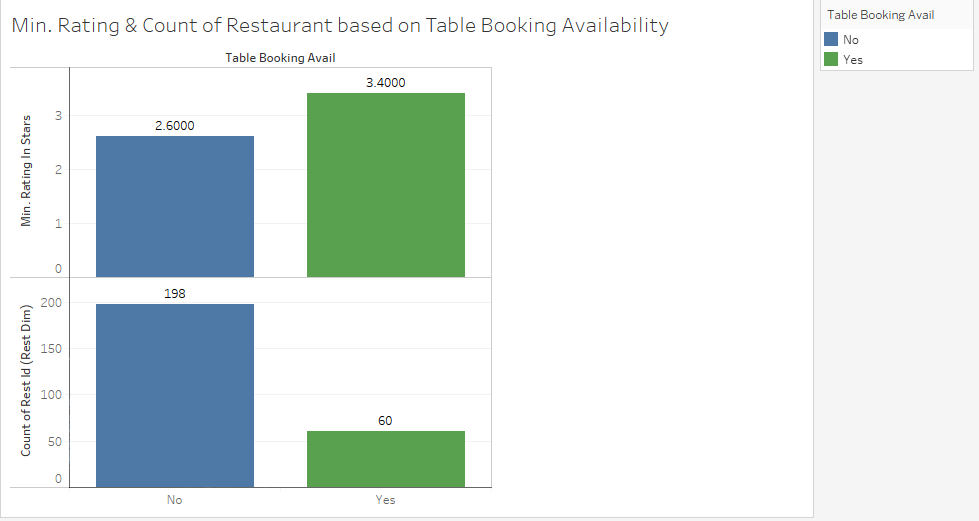 Min. Rating & Count of Restaurant based on Table Booking Availability
Table Booking Avail
No
Yes
Table Booking Avail
Min. Rating In Stars
3
2
1
0
2.6000
3.4000
Count of Rest Id (Rest Dim)
200
150
100
50
0
198
60
No
Yes